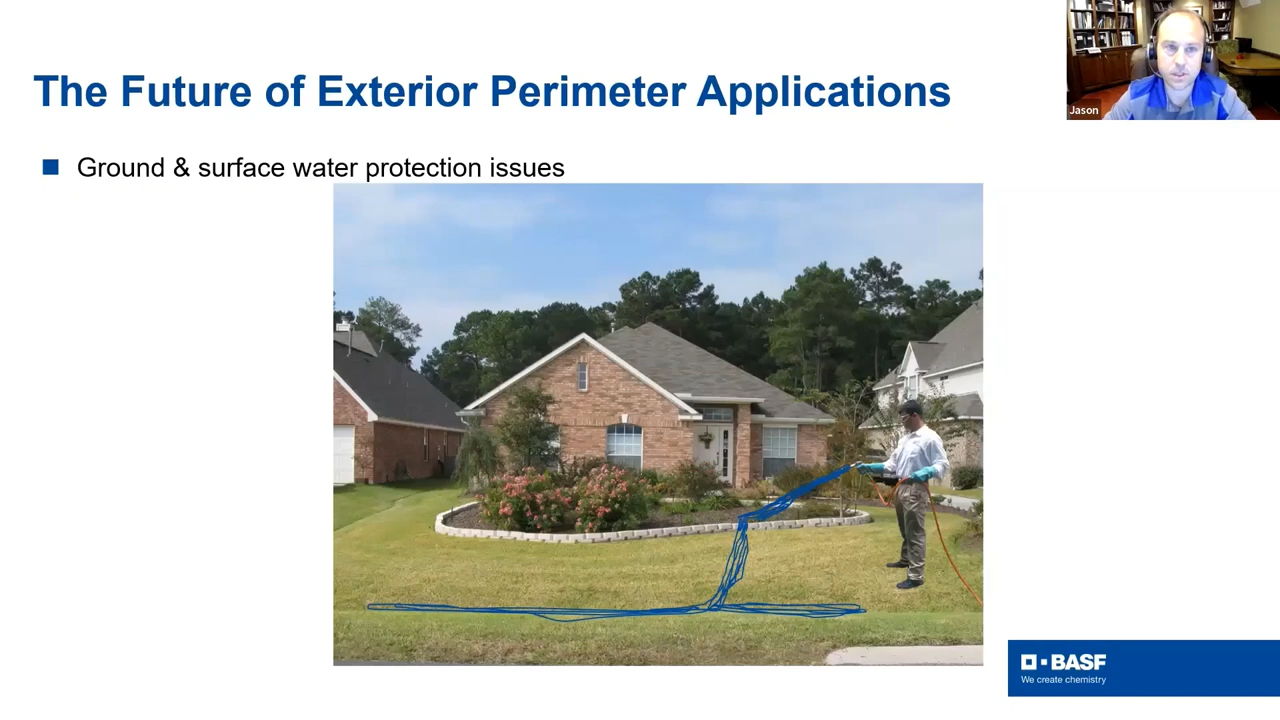 The Future of Exterior Perimeter Applications
Jason
Ground & surface water protection issues
BASF
We create chemistry